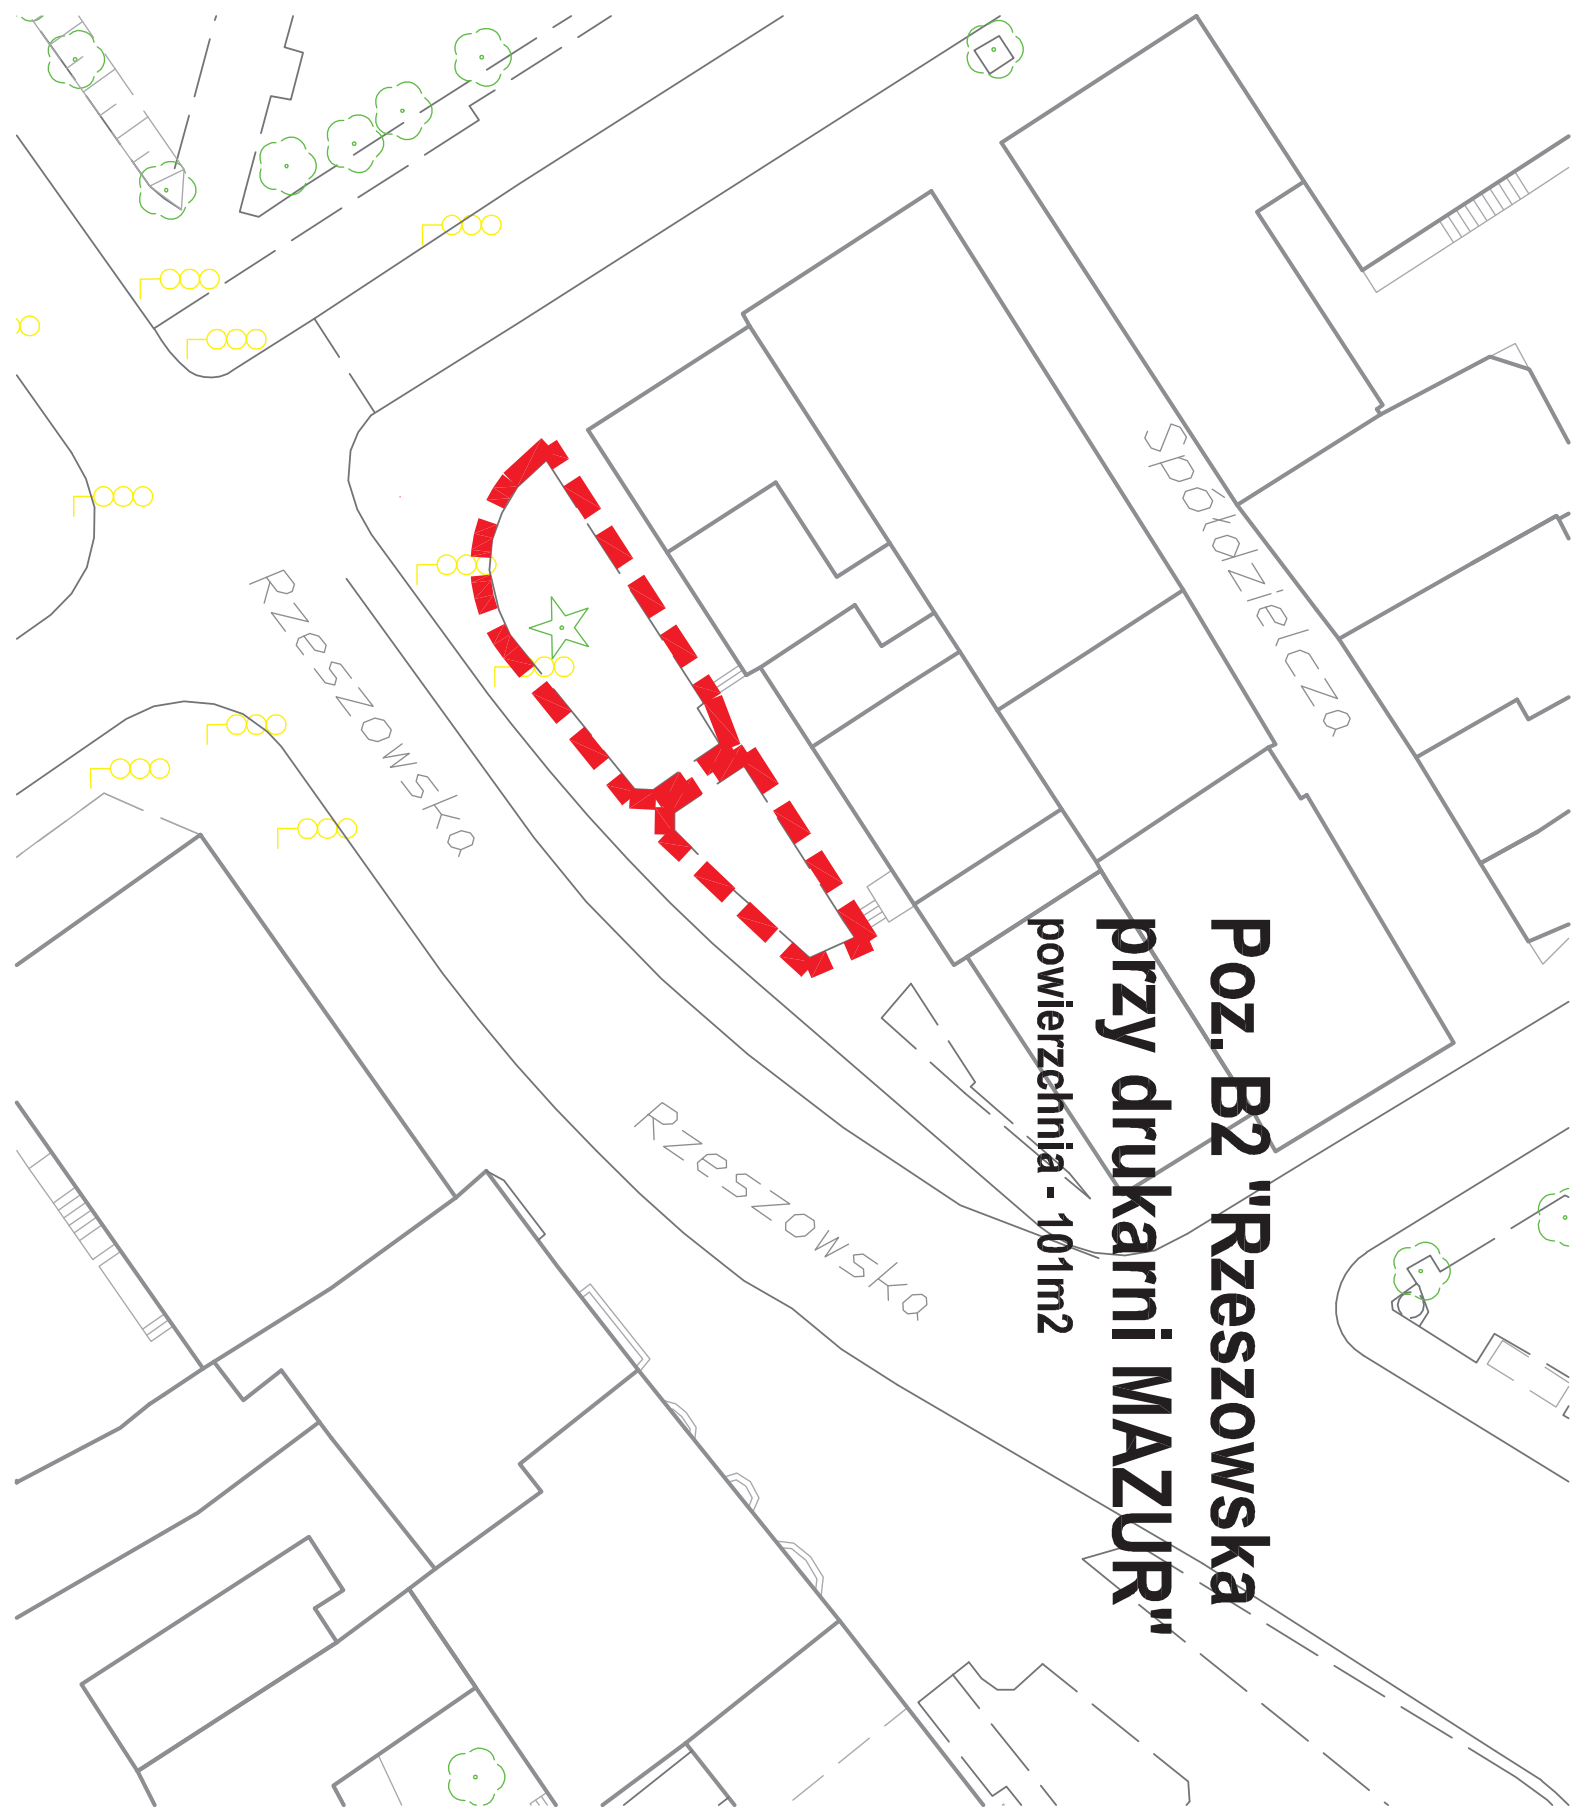 Poz. B2 "Rzeszowska
przy drukarni MAZUR"
powierzchnia - 101m2
Spółdzielcza
Rzeszowska
Rzeszowska